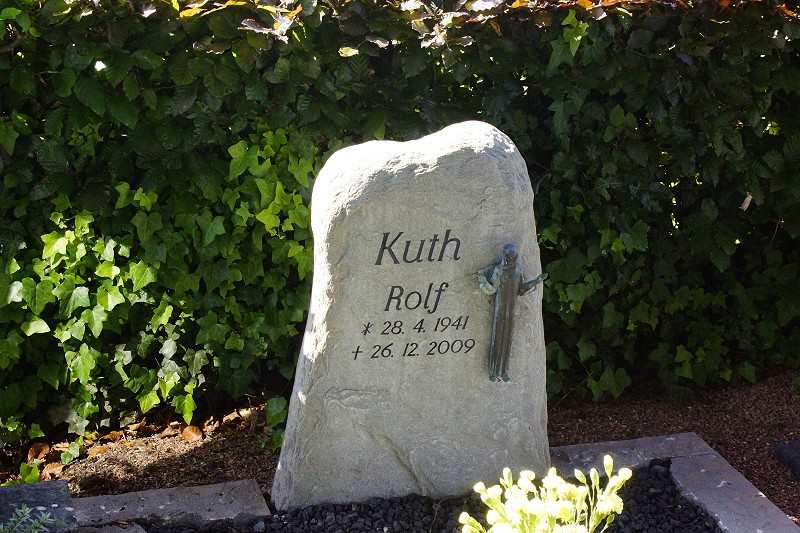 Kuth
Rolf
* 28. 4. 1941
† 26. 12. 2009